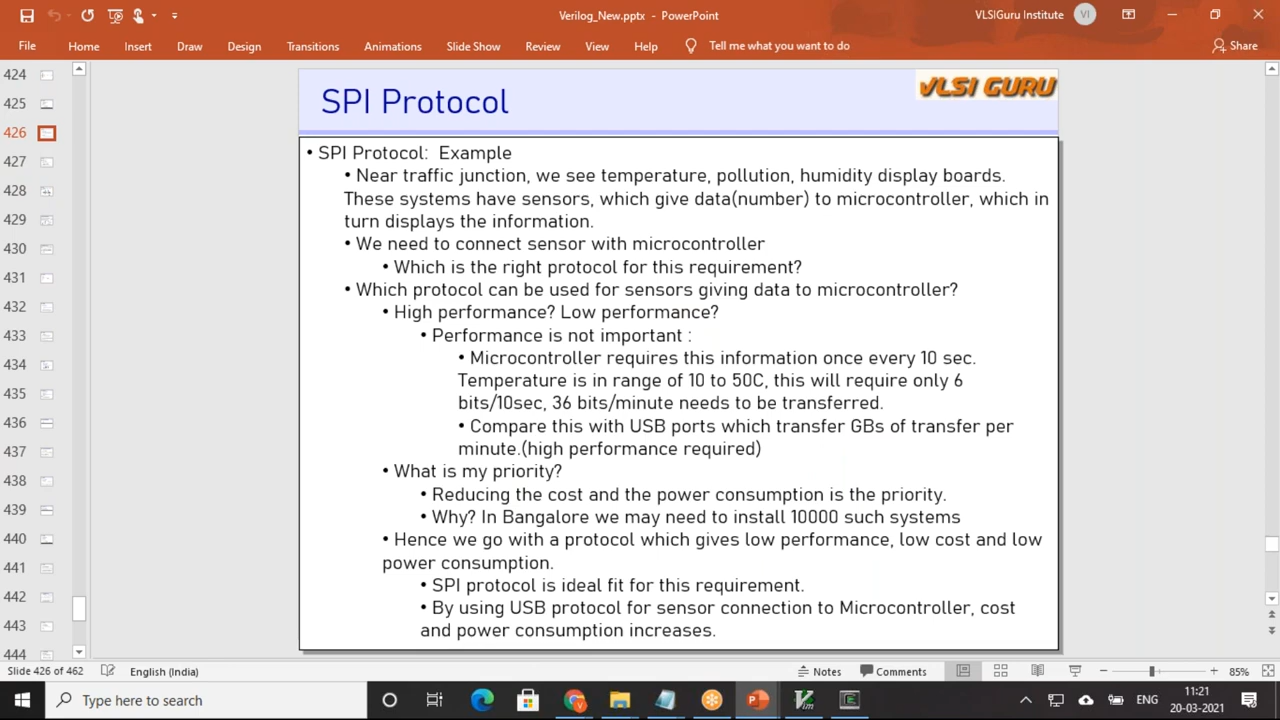 Verilog_New.pptx - PowerPoint
VLSIGuru Institute
VI
File
Home
Insert
Draw
Design
Transitions
Animations
Slide Show
Review
View
Help
Tell me what you want to do
Share
424
425
426
427
428
429
430
431
432
433
434
435
436
437
438
439
440
441
442
443
444
SPI Protocol
VLSI GURU
• SPI Protocol: Example
• Near traffic junction, we see temperature, pollution, humidity display boards.
These systems have sensors, which give data(number) to microcontroller, which in
turn displays the information.
• We need to connect sensor with microcontroller
• Which is the right protocol for this requirement?
• Which protocol can be used for sensors giving data to microcontroller?
• High performance? Low performance?
• Performance is not important :
• Microcontroller requires this information once every 10 sec.
Temperature is in range of 10 to 50C, this will require only 6
bits/10sec, 36 bits/minute needs to be transferred.
• Compare this with USB ports which transfer GBs of transfer per
minute.(high performance required)
• What is my priority?
• Reducing the cost and the power consumption is the priority.
• Why? In Bangalore we may need to install 10000 such systems
• Hence we go with a protocol which gives low performance, low cost and low
power consumption.
• SPI protocol is ideal fit for this requirement.
• By using USB protocol for sensor connection to Microcontroller, cost
and power consumption increases.
Slide 426 of 462
English (India)
Notes
Comments
85%
Type here to search
ENG
11:21
20-03-2021